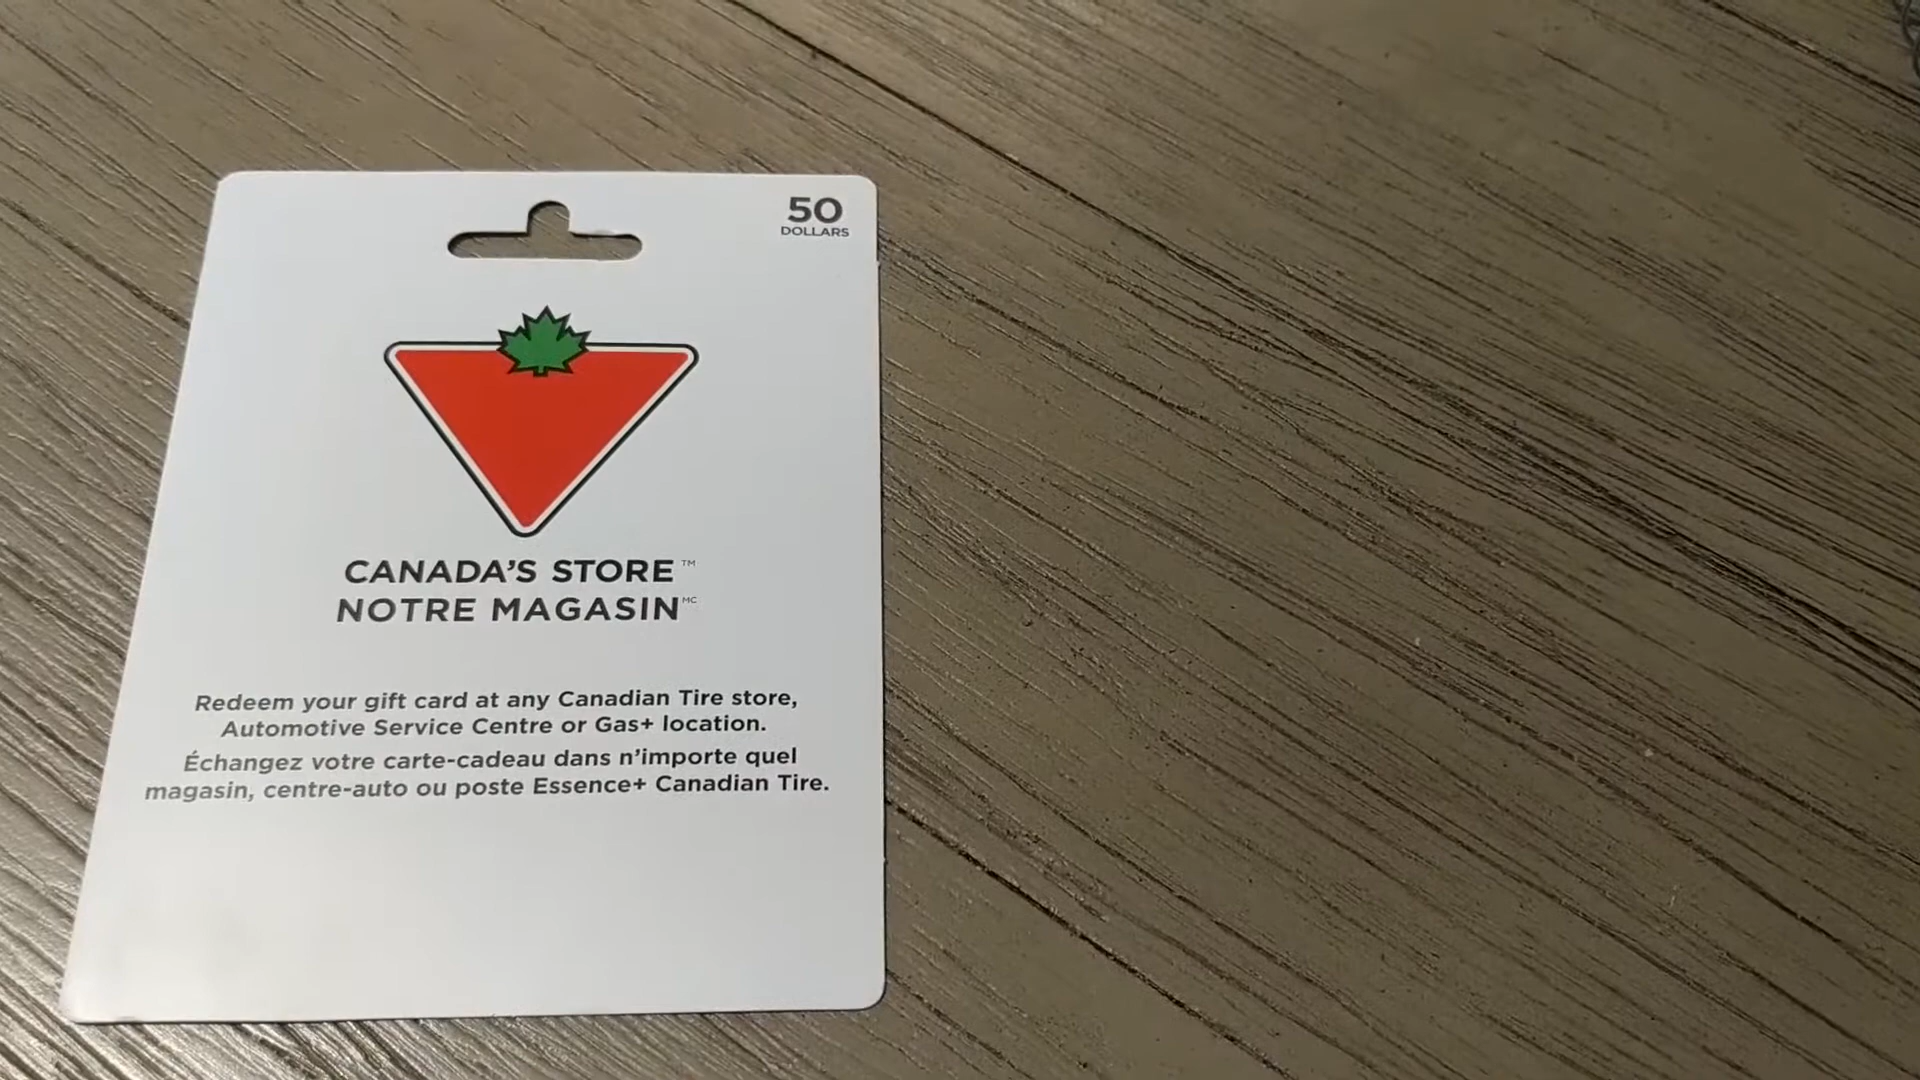 50
DOLLARS
CANADA'S STORE™
NOTRE MAGASIN MC
Redeem your gift card at any Canadian Tire store,
Automotive Service Centre or Gas+ location.
Échangez votre carte-cadeau dans n'importe quel
magasin, centre-auto ou poste Essence+ Canadian Tire.